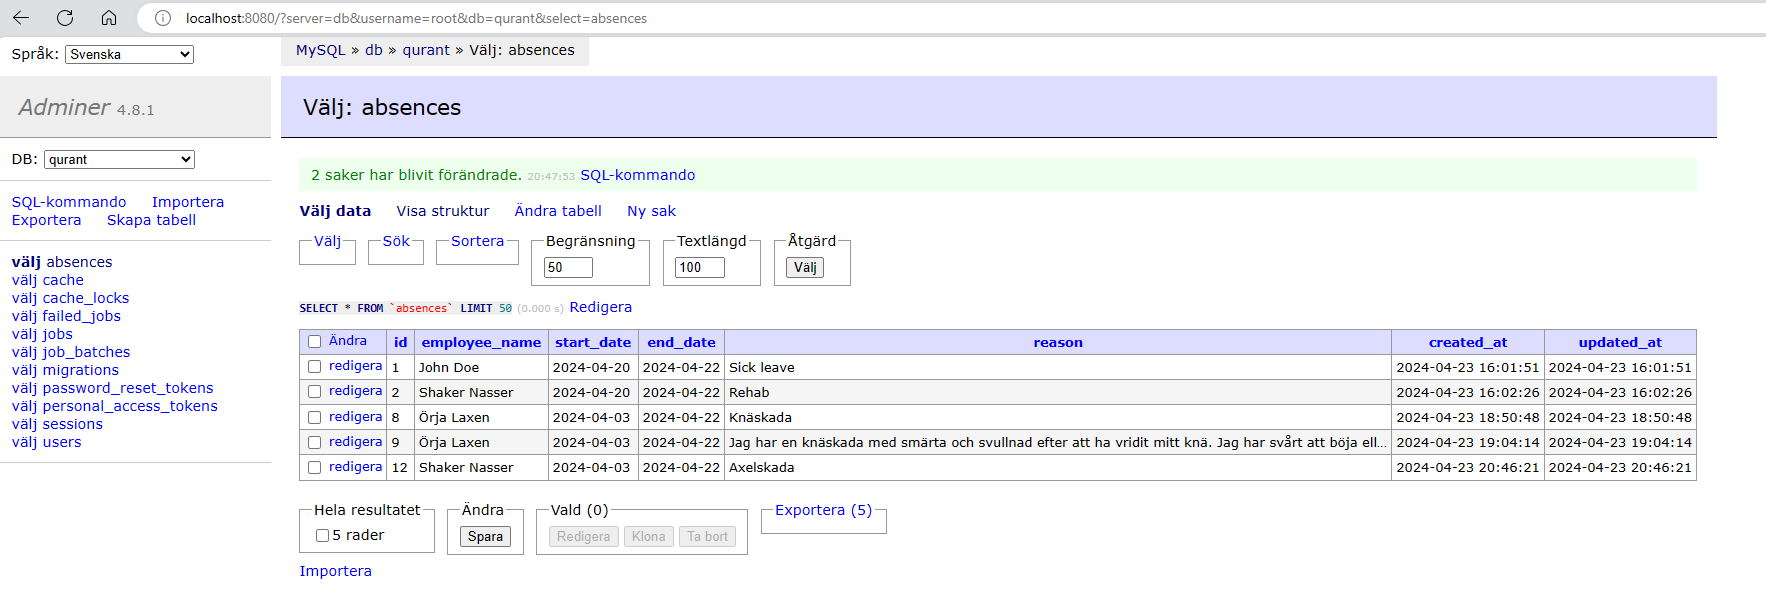 localhost:8080/?server=db&username=root&db=qurant&select=absences
Språk: Svenska
MySQL » db » qurant » Välj: absences
Adminer 4.8.1
Välj: absences
DB: qurant
SQL-kommando Importera
Exportera Skapa tabell
välj absences
välj cache
välj cache_locks
välj failed_jobs
välj jobs
välj job_batches
välj migrations
välj password_reset_tokens
välj personal_access_tokens
välj sessions
välj users
2 saker har blivit förändrade. 20:47:53 SQL-kommando
Välj data Visa struktur Ändra tabell Ny sak
Välj Sök Sortera Begränsning Textlängd Åtgärd
50 100 Välj
SELECT * FROM `absences` LIMIT 50 (0.000 s) Redigera
Ändra id employee_name start_date end_date reason created_at updated_at
redigera 1 John Doe 2024-04-20 2024-04-22 Sick leave 2024-04-23 16:01:51 2024-04-23 16:01:51
redigera 2 Shaker Nasser 2024-04-20 2024-04-22 Rehab 2024-04-23 16:02:26 2024-04-23 16:02:26
redigera 8 Örja Laxen 2024-04-03 2024-04-22 Knäskada 2024-04-23 18:50:48 2024-04-23 18:50:48
redigera 9 Örja Laxen 2024-04-03 2024-04-22 Jag har en knäskada med smärta och svullnad efter att ha vridit mitt knä. Jag har svårt att böja ell... 2024-04-23 19:04:14 2024-04-23 19:04:14
redigera 12 Shaker Nasser 2024-04-03 2024-04-22 Axelskada 2024-04-23 20:46:21 2024-04-23 20:46:21
Hela resultatet Ändra Vald (0) Exportera (5)
5 rader Spara Redigera Klona Ta bort
Importera